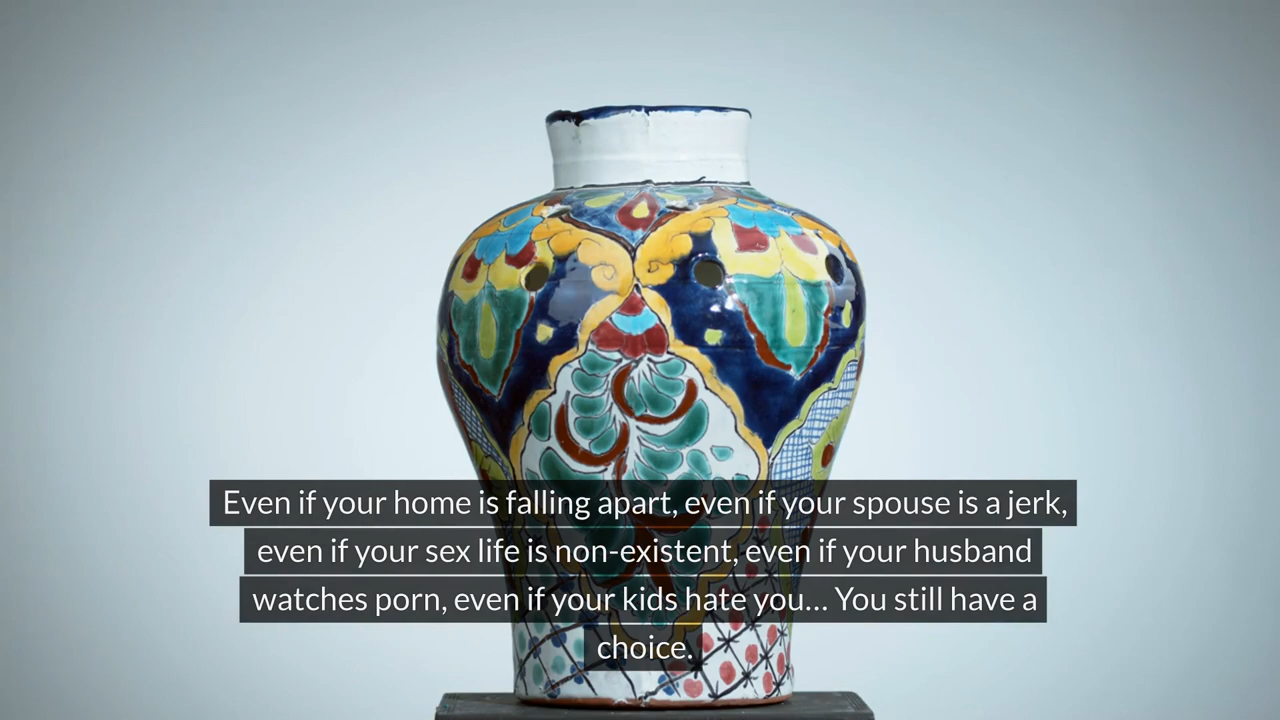 Even if your home is falling apart, even if your spouse is a jerk,
even if your sex life is non-existent, even if your husband
watches porn, even if your kids hate you... You still have a
choice.